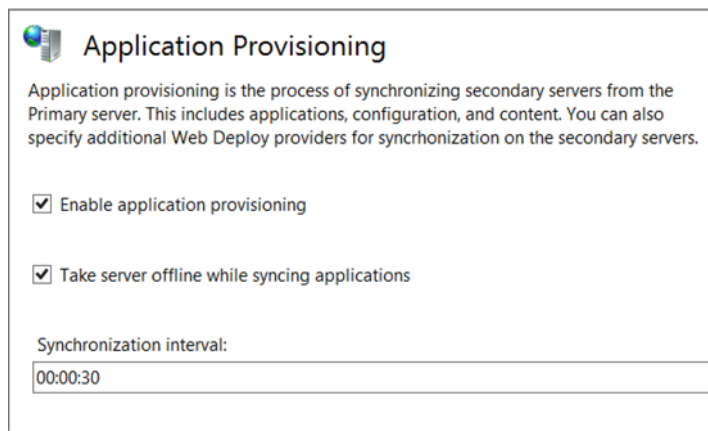 Application Provisioning
Application provisioning is the process of synchronizing secondary servers from the
Primary server. This includes applications, configuration, and content. You can also
specify additional Web Deploy providers for syncrhonization on the secondary servers.
Enable application provisioning
Take server offline while syncing applications
Synchronization interval:
00:00:30